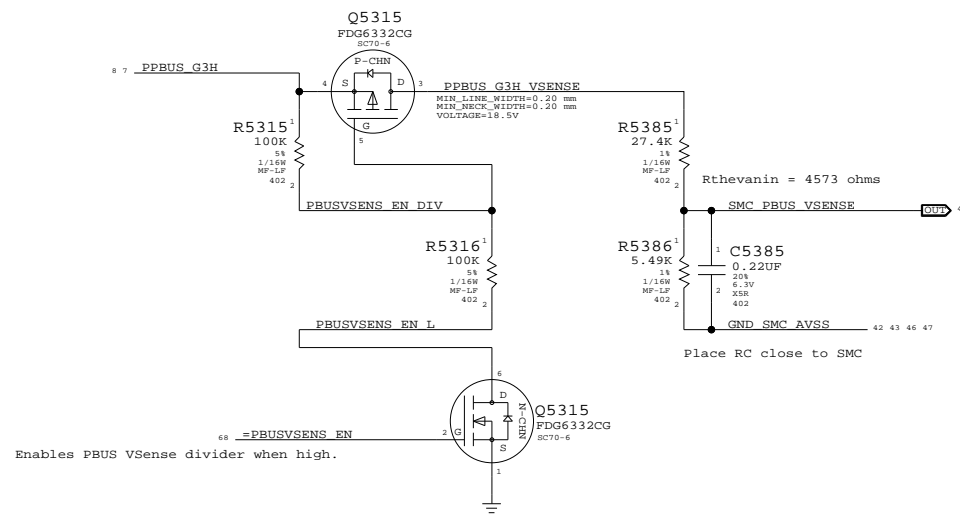 Q5315
FDG6332CG
SC70-6
P-CHN
8 7 PPBUS_G3H
4 S D 3
G
5
PPBUS_G3H_VSENSE
MIN_LINE_WIDTH=0.20 mm
MIN_NECK_WIDTH=0.20 mm
VOLTAGE=18.5V
R5315 1
100K
5%
1/16W
MF-LF
402 2
R5385 1
27.4K
1%
1/16W
MF-LF
402 2
Rthevanin = 4573 ohms
PBUSVSENS_EN_DIV
SMC_PBUS_VSENSE
OUT 4
R5316 1
100K
5%
1/16W
MF-LF
402 2
R5386 1
5.49K
1%
1/16W
MF-LF
402 2
1 C5385
0.22UF
20%
6.3V
2 X5R
402
PBUSVSENS_EN_L
GND_SMC_AVSS 42 43 46 47
Place RC close to SMC
6
D
N-CHN
Q5315
FDG6332CG
SC70-6
68 =PBUSVSENS_EN 2 G
S
1
Enables PBUS VSense divider when high.